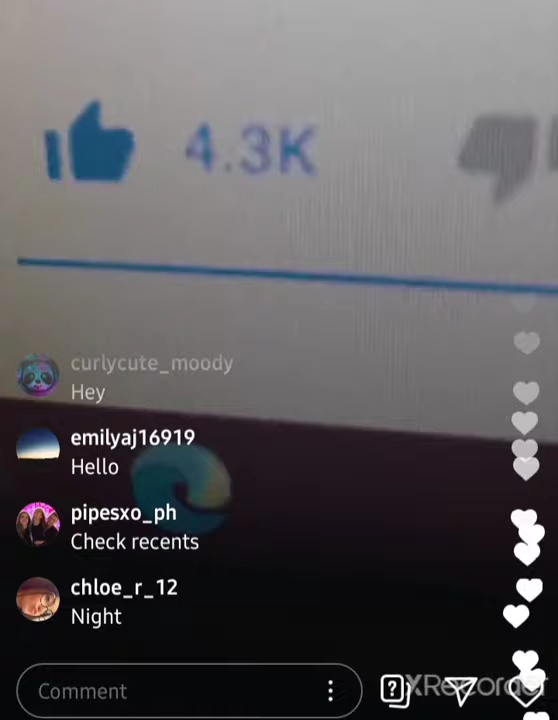 4.3K
curlycute_moody
Hey
emilyaj16919
Hello
pipesxo_ph
Check recents
chloe_r_12
Night
Comment
XRecorder